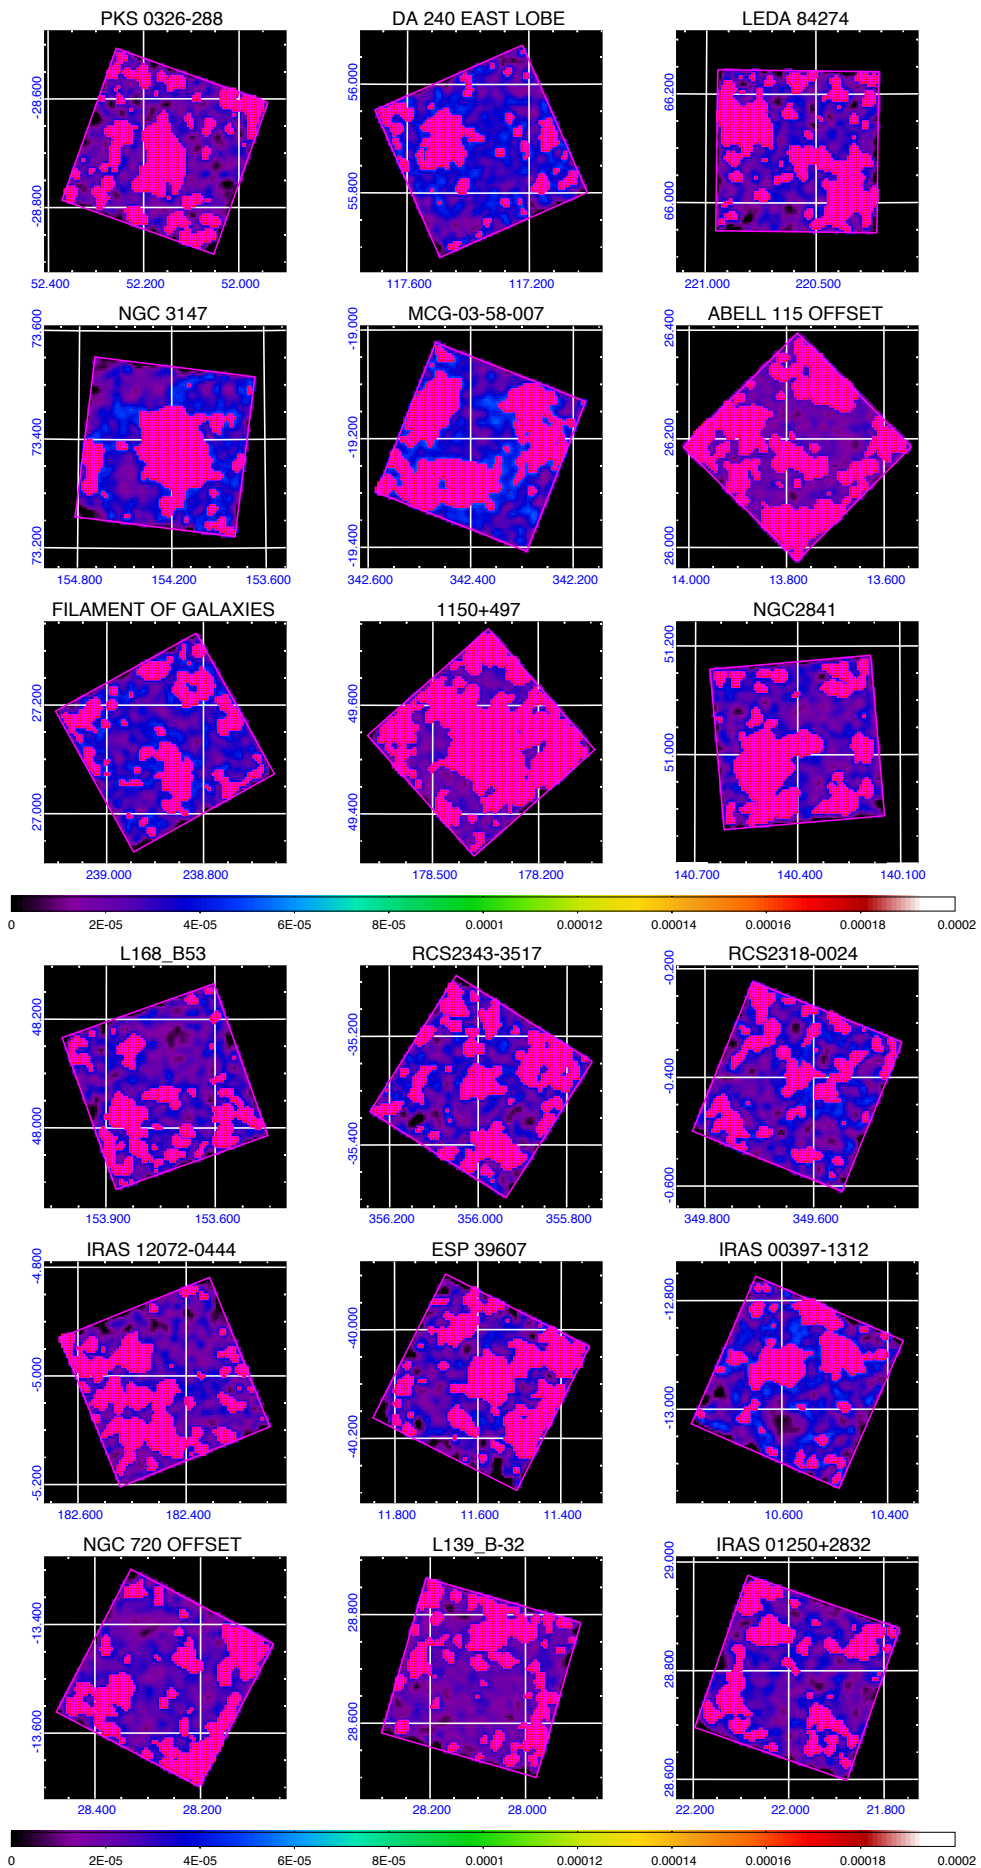 PKS 0326-288 DA 240 EAST LOBE LEDA 84274
-28.600 56.000 66.200
-28.800 55.800 66.000
52.400 52.200 52.000 117.600 117.200 221.000 220.500
NGC 3147 MCG-03-58-007 ABELL 115 OFFSET
73.600 -19.000 26.400
73.400 -19.200 26.200
73.200 -19.400 26.000
154.800 154.200 153.600 342.600 342.400 342.200 14.000 13.800 13.600
FILAMENT OF GALAXIES 1150+497 NGC2841
27.200 49.600 51.200
27.000 49.400 51.000
239.000 238.800 178.500 178.200 140.700 140.400 140.100
0 2E-05 4E-05 6E-05 8E-05 0.0001 0.00012 0.00014 0.00016 0.00018 0.0002
L168_B53 RCS2343-3517 RCS2318-0024
48.200 -35.200 -0.200
48.000 -35.400 -0.400
-0.600
153.900 153.600 356.200 356.000 355.800 349.800 349.600
IRAS 12072-0444 ESP 39607 IRAS 00397-1312
-4.800 -40.000 -12.800
-5.000 -40.200 -13.000
-5.200
182.600 182.400 11.800 11.600 11.400 10.600 10.400
NGC 720 OFFSET L139_B-32 IRAS 01250+2832
-13.400 28.800 29.000
-13.600 28.600 28.800
28.600
28.400 28.200 28.200 28.000 22.200 22.000 21.800
0 2E-05 4E-05 6E-05 8E-05 0.0001 0.00012 0.00014 0.00016 0.00018 0.0002